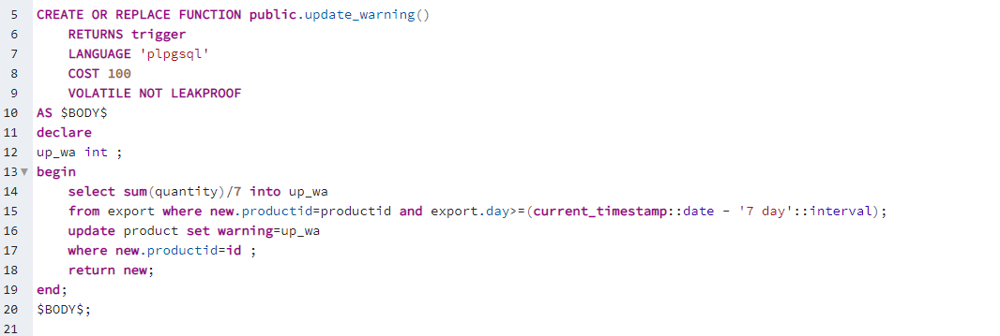 5 CREATE OR REPLACE FUNCTION public.update_warning()
6     RETURNS trigger
7     LANGUAGE 'plpgsql'
8     COST 100
9     VOLATILE NOT LEAKPROOF
10 AS $BODY$
11 declare
12 up_wa int ;
13 begin
14     select sum(quantity)/7 into up_wa
15     from export where new.productid=productid and export.day>=(current_timestamp::date - '7 day'::interval);
16     update product set warning=up_wa
17     where new.productid=id ;
18     return new;
19 end;
20 $BODY$;
21